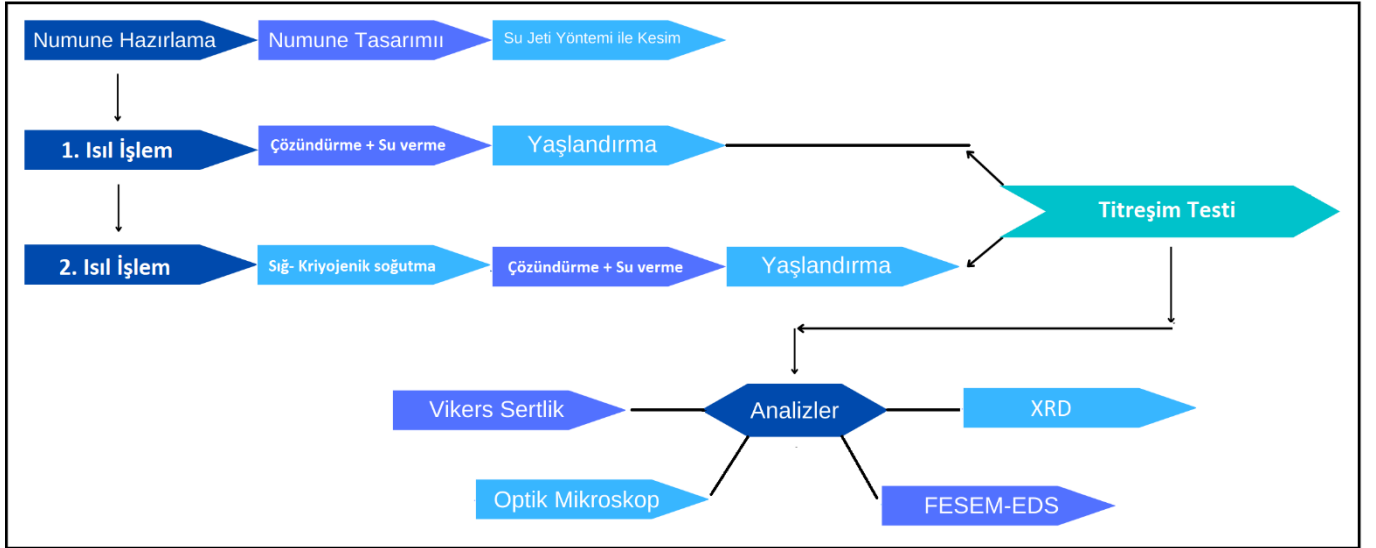 Numune Hazırlama
Numune Tasarımıı
Su Jeti Yöntemi ile Kesim
1. Isıl İşlem
Çözündürme + Su verme
Yaşlandırma
Titreşim Testi
2. Isıl İşlem
Sığ- Kriyojenik soğutma
Çözündürme + Su verme
Yaşlandırma
Vikers Sertlik
Analizler
XRD
Optik Mikroskop
FESEM-EDS